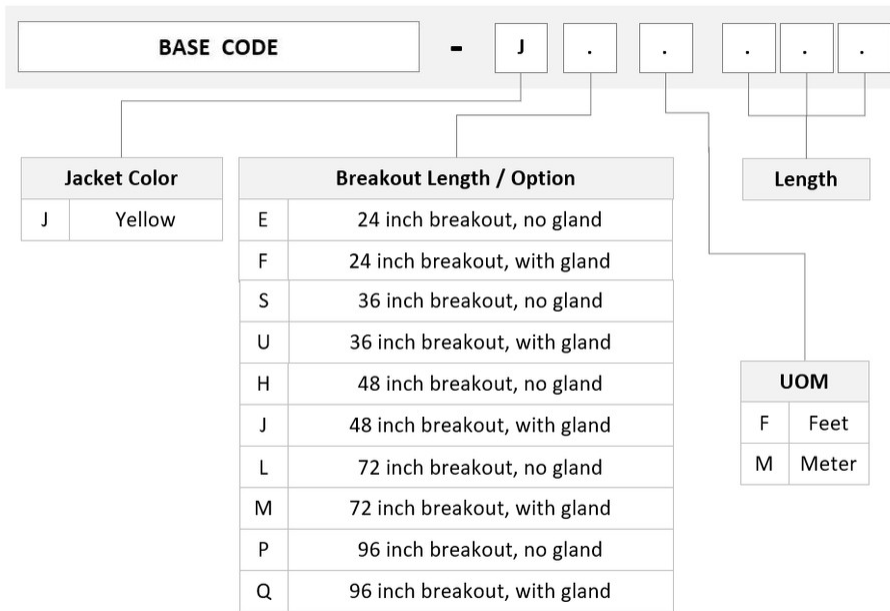 BASE CODE - J . . . . .
Jacket Color
J Yellow
Breakout Length / Option
E 24 inch breakout, no gland
F 24 inch breakout, with gland
S 36 inch breakout, no gland
U 36 inch breakout, with gland
H 48 inch breakout, no gland
J 48 inch breakout, with gland
L 72 inch breakout, no gland
M 72 inch breakout, with gland
P 96 inch breakout, no gland
Q 96 inch breakout, with gland
Length
UOM
F Feet
M Meter